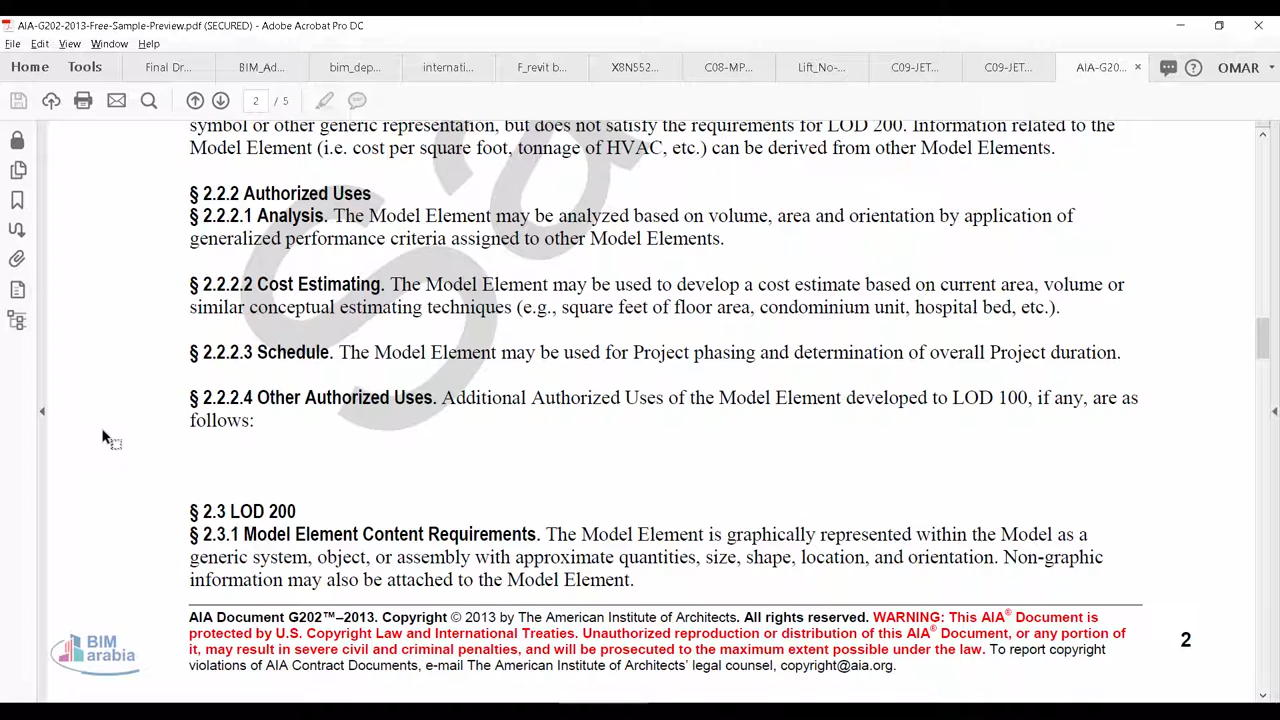 AIA-G202-2013-Free-Sample-Preview.pdf (SECURED) - Adobe Acrobat Pro DC
File Edit View Window Help
Home Tools Final Dr... BIM_Ad... bim_dep... internati... F_revit b... X8N552... C08-MP... Lift_No-... C09-JET... C09-JET... AIA-G20... × OMAR
2 / 5
symbol or other generic representation, but does not satisfy the requirements for LOD 200. Information related to the
Model Element (i.e. cost per square foot, tonnage of HVAC, etc.) can be derived from other Model Elements.
§ 2.2.2 Authorized Uses
§ 2.2.2.1 Analysis. The Model Element may be analyzed based on volume, area and orientation by application of
generalized performance criteria assigned to other Model Elements.
§ 2.2.2.2 Cost Estimating. The Model Element may be used to develop a cost estimate based on current area, volume or
similar conceptual estimating techniques (e.g., square feet of floor area, condominium unit, hospital bed, etc.).
§ 2.2.2.3 Schedule. The Model Element may be used for Project phasing and determination of overall Project duration.
§ 2.2.2.4 Other Authorized Uses. Additional Authorized Uses of the Model Element developed to LOD 100, if any, are as
follows:
§ 2.3 LOD 200
§ 2.3.1 Model Element Content Requirements. The Model Element is graphically represented within the Model as a
generic system, object, or assembly with approximate quantities, size, shape, location, and orientation. Non-graphic
information may also be attached to the Model Element.
AIA Document G202™–2013. Copyright © 2013 by The American Institute of Architects. All rights reserved. WARNING: This AIA® Document is
protected by U.S. Copyright Law and International Treaties. Unauthorized reproduction or distribution of this AIA® Document, or any portion of
it, may result in severe civil and criminal penalties, and will be prosecuted to the maximum extent possible under the law. To report copyright
violations of AIA Contract Documents, e-mail The American Institute of Architects' legal counsel, copyright@aia.org.
2
BIM
arabia
Sa